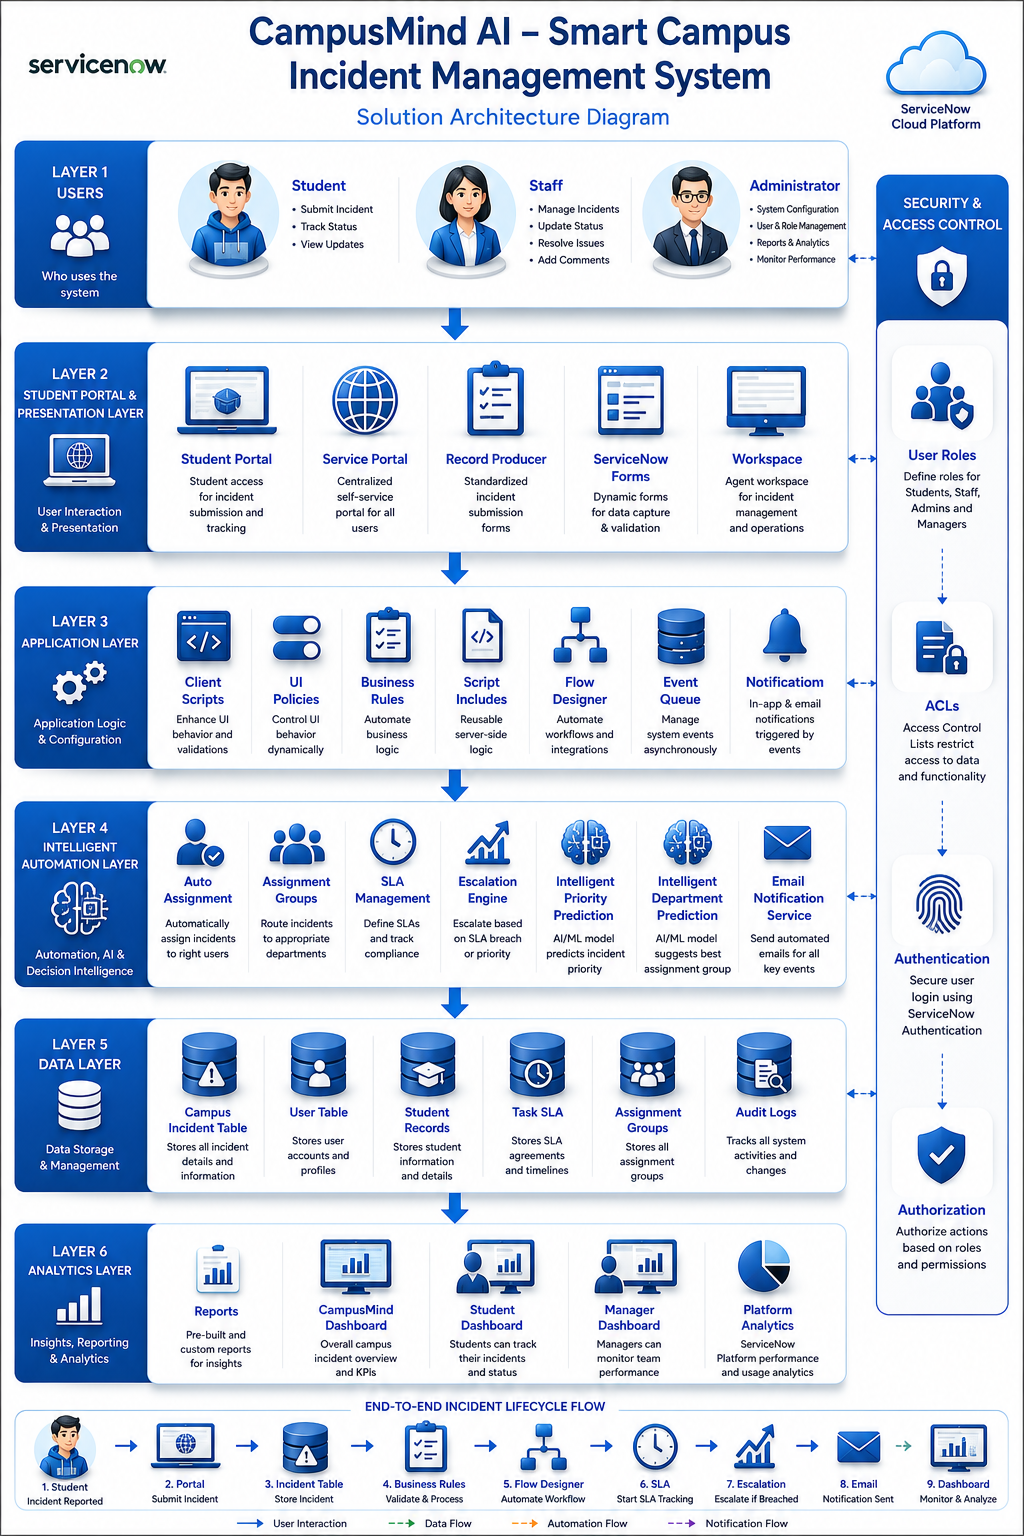 servicenow
CampusMind AI – Smart Campus
Incident Management System
Solution Architecture Diagram
ServiceNow
Cloud Platform
LAYER 1
USERS
Who uses the
system
Student
• Submit Incident
• Track Status
• View Updates
Staff
• Manage Incidents
• Update Status
• Resolve Issues
• Add Comments
Administrator
• System Configuration
• User & Role Management
• Reports & Analytics
• Monitor Performance
SECURITY &
ACCESS CONTROL
User Roles
Define roles for
Students, Staff,
Admins and
Managers
ACLs
Access Control
Lists restrict
access to data
and functionality
Authentication
Secure user
login using
ServiceNow
Authentication
Authorization
Authorize actions
based on roles
and permissions
LAYER 2
STUDENT PORTAL &
PRESENTATION LAYER
User Interaction
& Presentation
Student Portal
Student access
for incident
submission and
tracking
Service Portal
Centralized
self-service
portal for all
users
Record Producer
Standardized
incident
submission
forms
ServiceNow
Forms
Dynamic forms
for data capture
& validation
Workspace
Agent workspace
for incident
management
and operations
LAYER 3
APPLICATION LAYER
Application Logic
& Configuration
Client
Scripts
Enhance UI
behavior and
validations
UI
Policies
Control UI
behavior
dynamically
Business
Rules
Automate
business
logic
Script
Includes
Reusable
server-side
logic
Flow
Designer
Automate
workflows and
integrations
Event
Queue
Manage
system events
asynchronously
Notificatiom
In-app & email
notifications
triggered by
events
LAYER 4
INTELLIGENT
AUTOMATION LAYER
Automation, AI &
Decision Intelligence
Auto
Assignment
Automatically
assign incidents
to right users
Assignment
Groups
Route incidents
to appropriate
departments
SLA
Management
Define SLAs
and track
compliance
Escalation
Engine
Escalate based
on SLA breach
or priority
Intelligent
Priority
Prediction
AI/ML model
predicts incident
priority
Intelligent
Department
Prediction
AI/ML model
suggests best
assignment group
Email
Notification
Service
Send automated
emails for all
key events
LAYER 5
DATA LAYER
Data Storage
& Management
Campus
Incident Table
Stores all incident
details and
information
User Table
Stores user
accounts and
profiles
Student
Records
Stores student
information
and details
Task SLA
Stores SLA
agreements
and timelines
Assignment
Groups
Stores all
assignment
groups
Audit Logs
Tracks all system
activities and
changes
LAYER 6
ANALYTICS LAYER
Insights, Reporting
& Analytics
Reports
Pre-built and
custom reports
for insights
CampusMind
Dashboard
Overall campus
incident overview
and KPIs
Student
Dashboard
Students can track
their incidents
and status
Manager
Dashboard
Managers can
monitor team
performance
Platform
Analytics
ServiceNow
Platform performance
and usage analytics
END-TO-END INCIDENT LIFECYCLE FLOW
1. Student
Incident Reported
2. Portal
Submit Incident
3. Incident Table
Store Incident
4. Business Rules
Validate & Process
5. Flow Designer
Automate Workflow
6. SLA
Start SLA Tracking
7. Escalation
Escalate if Breached
8. Email
Notification Sent
9. Dashboard
Monitor & Analyze
User Interaction
Data Flow
Automation Flow
Notification Flow